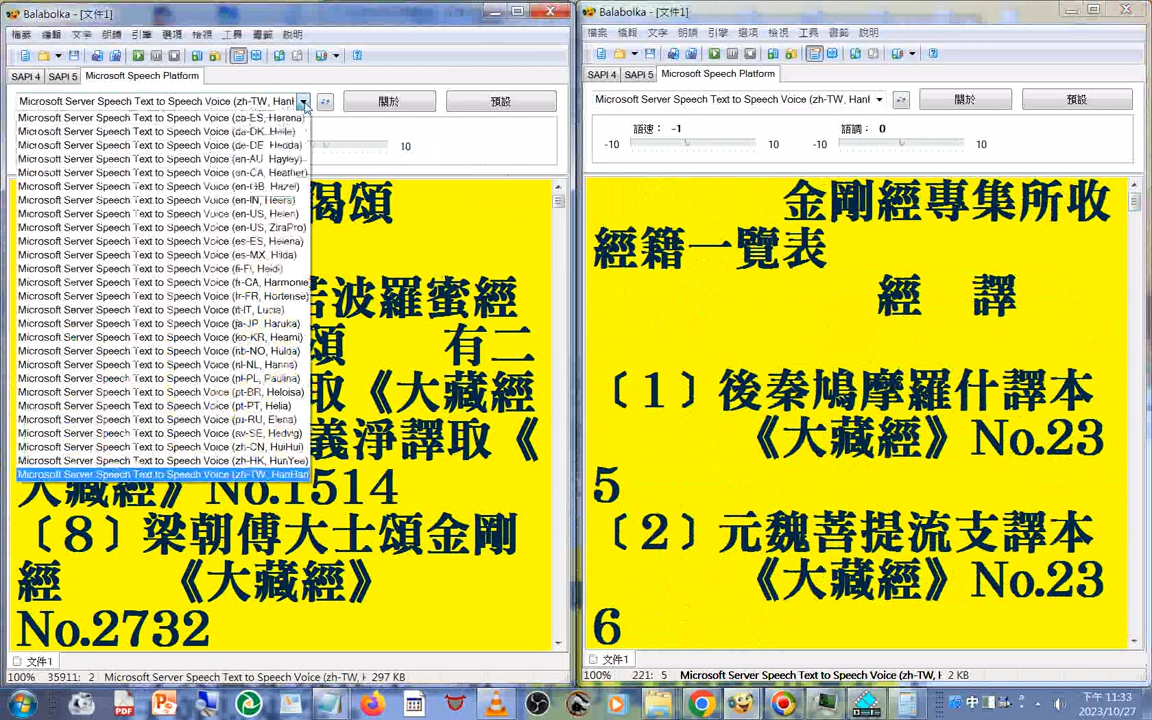 Balabolka - [文件1]
檔案 編輯 文字 朗讀 引擎 選項 檢視 工具 書籤 說明
SAPI 4 SAPI 5 Microsoft Speech Platform
Microsoft Server Speech Text to Speech Voice (zh-TW, Han
關於 預設
Microsoft Server Speech Text to Speech Voice (ca-ES, Herena)
Microsoft Server Speech Text to Speech Voice (da-DK, Helle)
Microsoft Server Speech Text to Speech Voice (de-DE, Hedda)
Microsoft Server Speech Text to Speech Voice (en-AU, Hayley)
Microsoft Server Speech Text to Speech Voice (en-CA, Heather)
Microsoft Server Speech Text to Speech Voice (en-GB, Hazel)
Microsoft Server Speech Text to Speech Voice (en-IN, Heera)
Microsoft Server Speech Text to Speech Voice (en-US, Helen)
Microsoft Server Speech Text to Speech Voice (en-US, ZiraPro)
Microsoft Server Speech Text to Speech Voice (es-ES, Helena)
Microsoft Server Speech Text to Speech Voice (es-MX, Hilda)
Microsoft Server Speech Text to Speech Voice (fi-FI, Heidi)
Microsoft Server Speech Text to Speech Voice (fr-CA, Harmonie
Microsoft Server Speech Text to Speech Voice (fr-FR, Hortense)
Microsoft Server Speech Text to Speech Voice (it-IT, Lucia)
Microsoft Server Speech Text to Speech Voice (ja-JP, Haruka)
Microsoft Server Speech Text to Speech Voice (ko-KR, Heami)
Microsoft Server Speech Text to Speech Voice (nb-NO, Hulda)
Microsoft Server Speech Text to Speech Voice (nl-NL, Hanna)
Microsoft Server Speech Text to Speech Voice (pl-PL, Paulina)
Microsoft Server Speech Text to Speech Voice (pt-BR, Heloisa)
Microsoft Server Speech Text to Speech Voice (pt-PT, Helia)
Microsoft Server Speech Text to Speech Voice (ru-RU, Elena)
Microsoft Server Speech Text to Speech Voice (sv-SE, Hedvig)
Microsoft Server Speech Text to Speech Voice (zh-CN, HuiHui)
Microsoft Server Speech Text to Speech Voice (zh-HK, HunYee)
Microsoft Server Speech Text to Speech Voice (zh-TW, HanHan
10
偈頌
若波羅蜜經
頌 有二
取《大藏經
義淨譯取《
大藏經》No.1514
〔8〕梁朝傅大士頌金剛
經 《大藏經》
No.2732
文件1
100% 35911: 2 Microsoft Server Speech Text to Speech Voice (zh-TW, H 297 KB
Balabolka - [文件1]
檔案 編輯 文字 朗讀 引擎 選項 檢視 工具 書籤 說明
SAPI 4 SAPI 5 Microsoft Speech Platform
Microsoft Server Speech Text to Speech Voice (zh-TW, Han
關於 預設
語速： -1 語調： 0
-10 10 -10 10
金剛經專集所收
經籍一覽表
經 譯
〔1〕後秦鳩摩羅什譯本
《大藏經》No.23
5
〔2〕元魏菩提流支譯本
《大藏經》No.23
6
文件1
100% 221: 5 Microsoft Server Speech Text to Speech Voice (zh-TW, H 2 KB
中
下午 11:33
2023/10/27